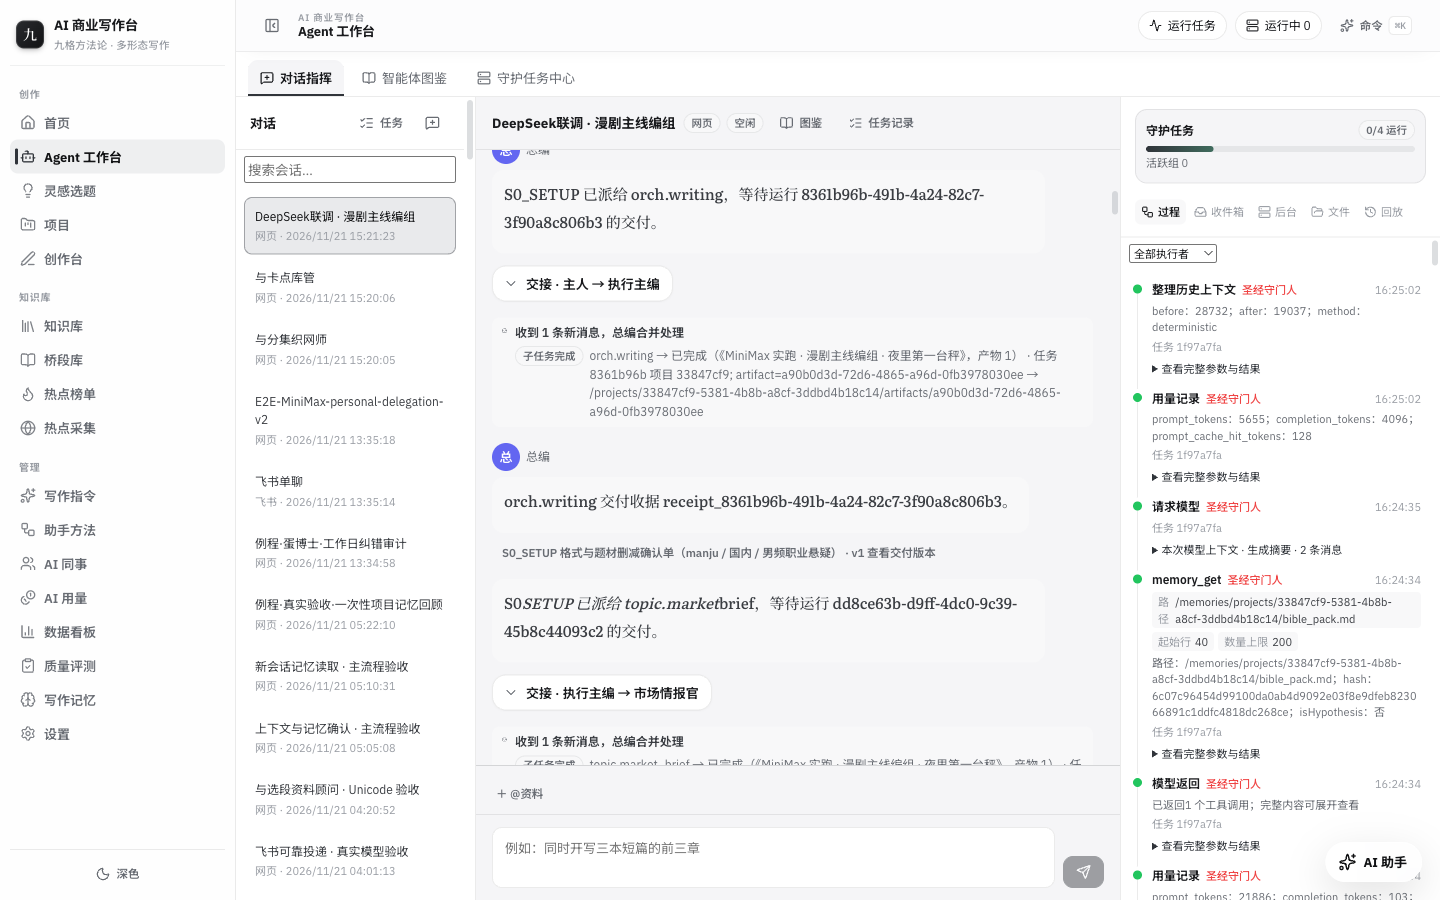 九
AI 商业写作台
九格方法论 · 多形态写作
创作
首页
Agent 工作台
灵感选题
项目
创作台
知识库
知识库
桥段库
热点榜单
热点采集
管理
写作指令
助手方法
AI 同事
AI 用量
数据看板
质量评测
写作记忆
设置
深色
AI 商业写作台
Agent 工作台
运行任务
运行中 0
命令 ⌘K
对话指挥
智能体图鉴
守护任务中心
对话
任务
搜索会话...
DeepSeek联调 · 漫剧主线编组
网页 · 2026/11/21 15:21:23
与卡点库管
网页 · 2026/11/21 15:20:06
与分集织网师
网页 · 2026/11/21 15:20:05
E2E-MiniMax-personal-delegation-
v2
网页 · 2026/11/21 13:35:18
飞书单聊
飞书 · 2026/11/21 13:35:14
例程·蛋博士·工作日纠错审计
网页 · 2026/11/21 13:34:58
例程·真实验收·一次性项目记忆回顾
网页 · 2026/11/21 05:22:10
新会话记忆读取 · 主流程验收
网页 · 2026/11/21 05:10:31
上下文与记忆确认 · 主流程验收
网页 · 2026/11/21 05:05:08
与选段资料顾问 · Unicode 验收
网页 · 2026/11/21 04:20:52
飞书可靠投递 · 真实模型验收
网页 · 2026/11/21 04:01:13
DeepSeek联调 · 漫剧主线编组
网页
空闲
图鉴
任务记录
总 总编
S0_SETUP 已派给 orch.writing，等待运行 8361b96b-491b-4a24-82c7-
3f90a8c806b3 的交付。
交接 · 主人 → 执行主编
收到 1 条新消息，总编合并处理
子任务完成 orch.writing → 已完成（《MiniMax 实跑 · 漫剧主线编组 · 夜里第一台秤》，产物 1） · 任务
8361b96b 项目 33847cf9; artifact=a90b0d3d-72d6-4865-a96d-0fb3978030ee →
/projects/33847cf9-5381-4b8b-a8cf-3ddbd4b18c14/artifacts/a90b0d3d-72d6-4865-
a96d-0fb3978030ee
总 总编
orch.writing 交付收据 receipt_8361b96b-491b-4a24-82c7-3f90a8c806b3。
S0_SETUP 格式与题材删减确认单（manju / 国内 / 男频职业悬疑） · v1 查看交付版本
S0SETUP 已派给 topic.marketbrief，等待运行 dd8ce63b-d9ff-4dc0-9c39-
45b8c44093c2 的交付。
交接 · 执行主编 → 市场情报官
收到 1 条新消息，总编合并处理
子任务完成 topic.market_brief → 已完成（《MiniMax 实跑 · 漫剧主线编组 · 夜里第一台秤》，产物 1） · 任
@资料
例如：同时开写三本短篇的前三章
守护任务
0/4 运行
活跃组 0
过程
收件箱
后台
文件
回放
全部执行者
整理历史上下文 圣经守门人 16:25:02
before：28732；after：19037；method：
deterministic
任务 1f97a7fa
查看完整参数与结果
用量记录 圣经守门人 16:25:02
prompt_tokens：5655；completion_tokens：4096；
prompt_cache_hit_tokens：128
任务 1f97a7fa
查看完整参数与结果
请求模型 圣经守门人 16:24:35
任务 1f97a7fa
本次模型上下文 · 生成摘要 · 2 条消息
memory_get 圣经守门人 16:24:34
路径 /memories/projects/33847cf9-5381-4b8b-
a8cf-3ddbd4b18c14/bible_pack.md
起始行 40 数量上限 200
路径：/memories/projects/33847cf9-5381-4b8b-
a8cf-3ddbd4b18c14/bible_pack.md；hash：
6c07c96454d99100da0ab4d9092e03f8e9dfeb8230
66891c1ddfc4818dc268ce；isHypothesis：否
任务 1f97a7fa
查看完整参数与结果
模型返回 圣经守门人 16:24:34
已返回1 个工具调用；完整内容可展开查看
任务 1f97a7fa
查看完整参数与结果
用量记录 圣经守门人
prompt_tokens：21886；completion_tokens：103；
AI 助手